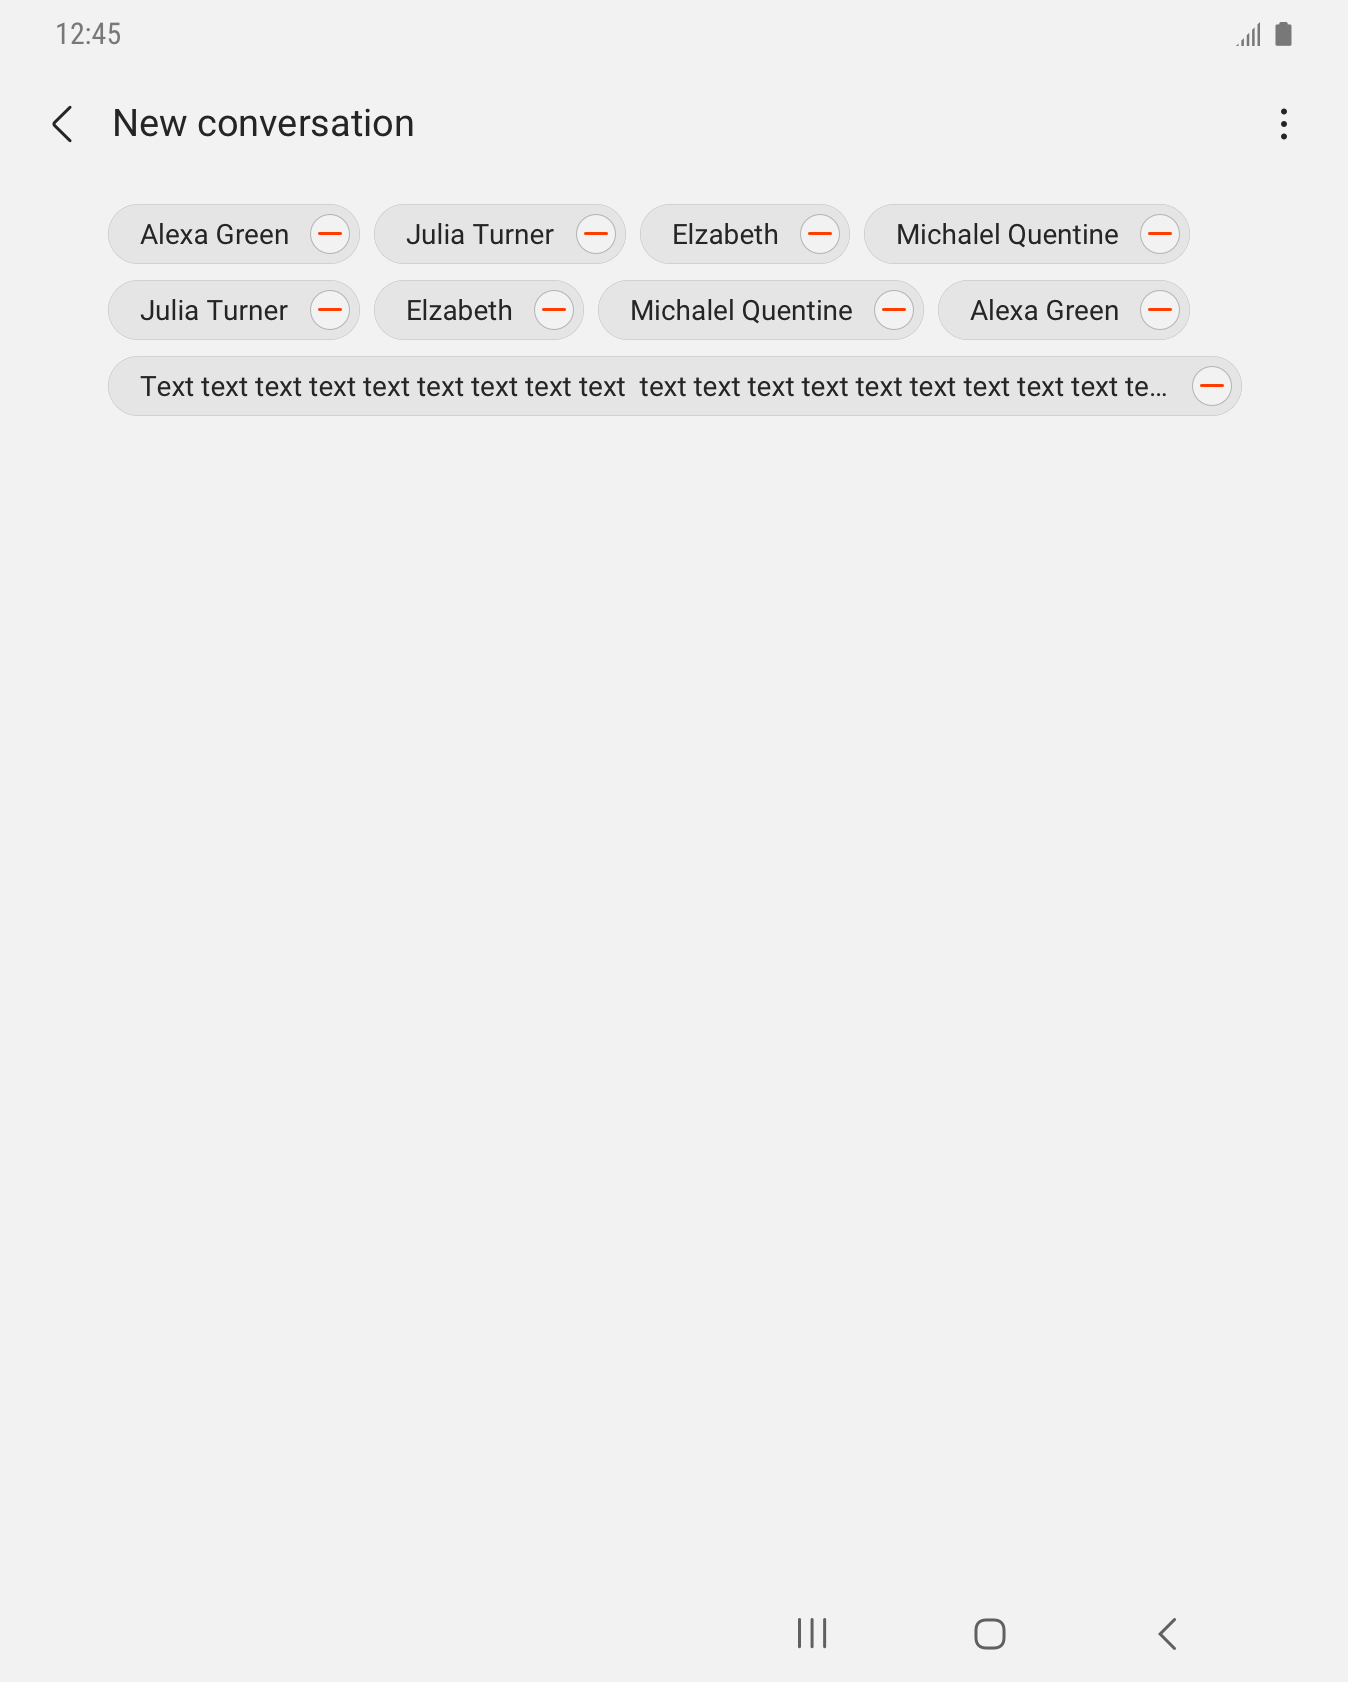 12:45
New conversation
Alexa Green Julia Turner Elzabeth Michalel Quentine
Julia Turner Elzabeth Michalel Quentine Alexa Green
Text text text text text text text text text  text text text text text text text text text te...